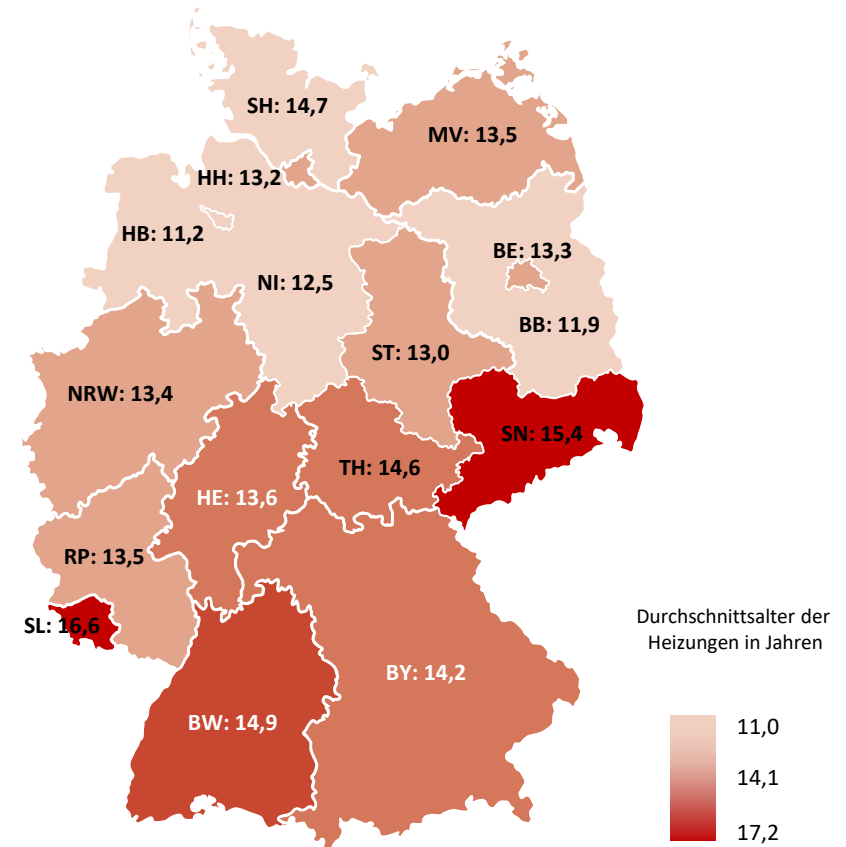 SH: 14,7
MV: 13,5
HH: 13,2
HB: 11,2
BE: 13,3
NI: 12,5
BB: 11,9
ST: 13,0
NRW: 13,4
SN: 15,4
TH: 14,6
HE: 13,6
RP: 13,5
SL: 16,6
BY: 14,2
BW: 14,9
Durchschnittsalter der
Heizungen in Jahren
11,0
14,1
17,2